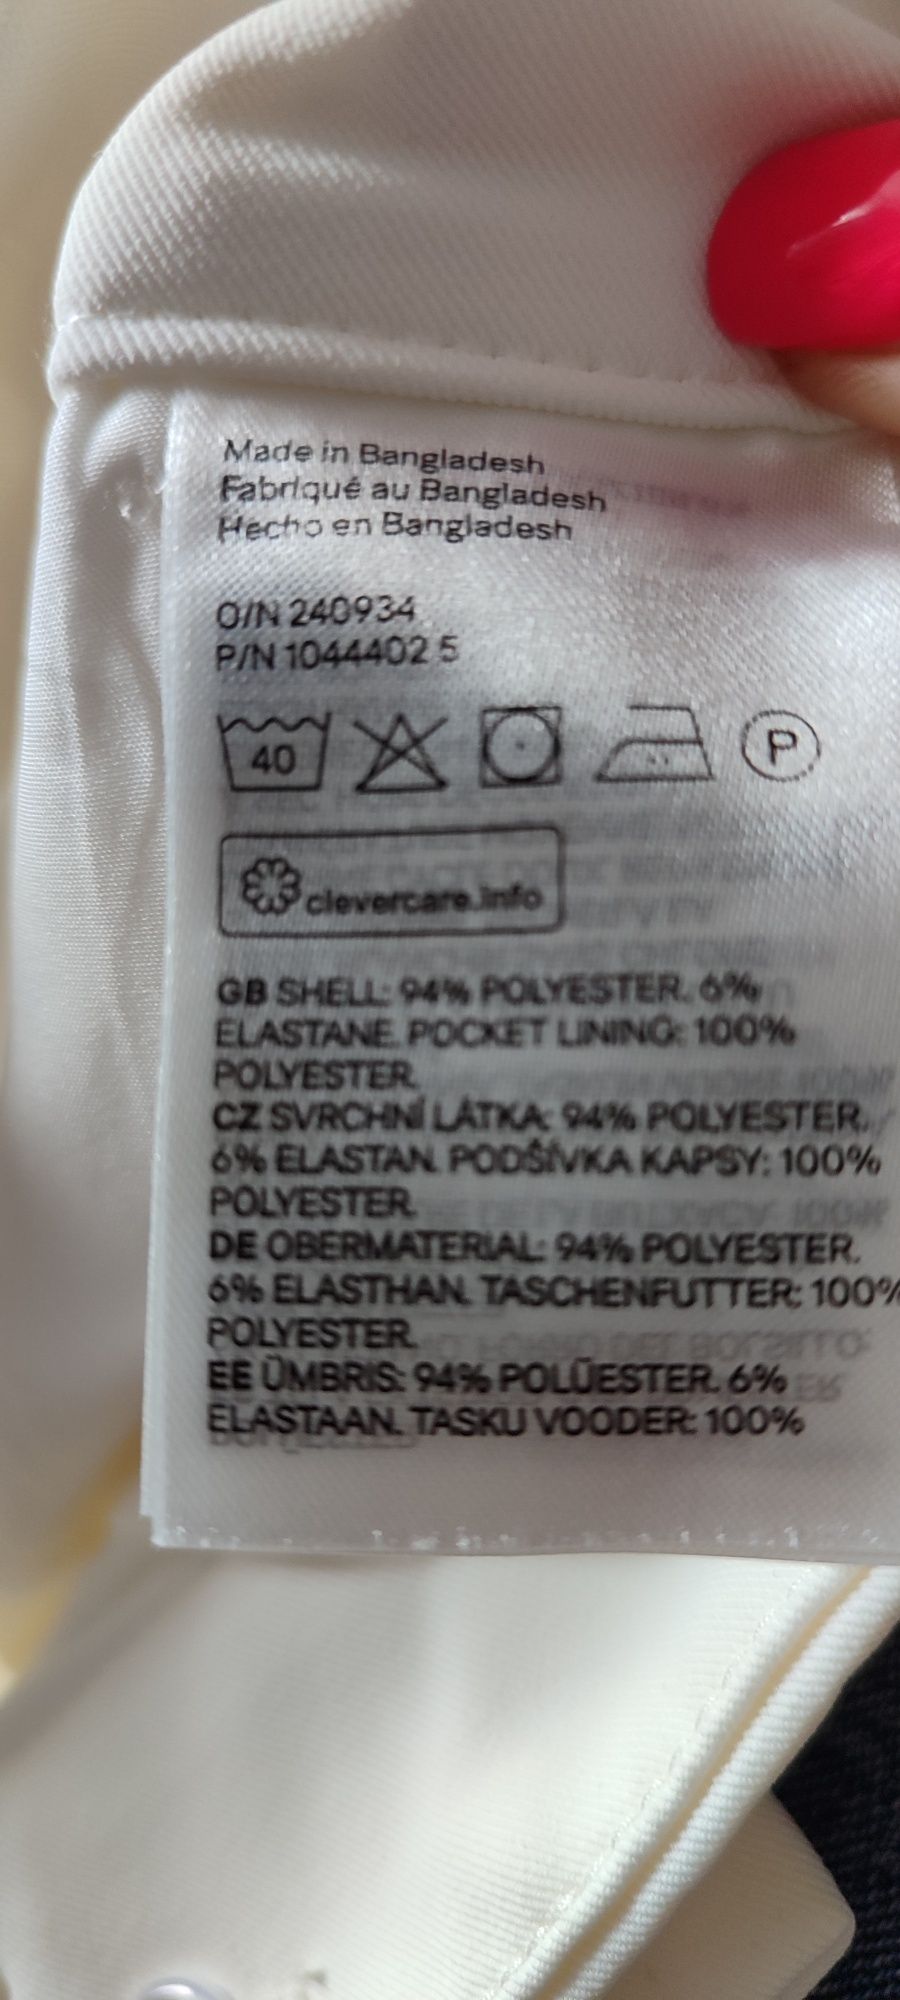 Made in Bangladesh
Fabriqué au Bangladesh
Hecho en Bangladesh
O/N 240934
P/N 1044402 5
40
P
clevercare.info
GB SHELL: 94% POLYESTER. 6%
ELASTANE. POCKET LINING: 100%
POLYESTER.
CZ SVRCHNÍ LÁTKA: 94% POLYESTER.
6% ELASTAN. PODŠÍVKA KAPSY: 100%
POLYESTER.
DE OBERMATERIAL: 94% POLYESTER.
6% ELASTHAN. TASCHENFUTTER: 100%
POLYESTER.
EE ÜMBRIS: 94% POLÜESTER. 6%
ELASTAAN. TASKU VOODER: 100%